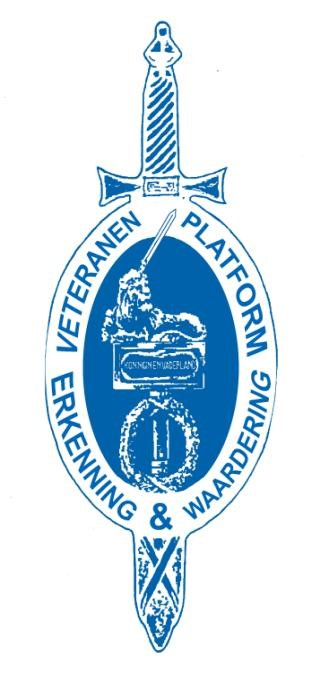 VETERANEN PLATFORM
KONINGIN EN VADERLAND
ERKENNING & WAARDERING